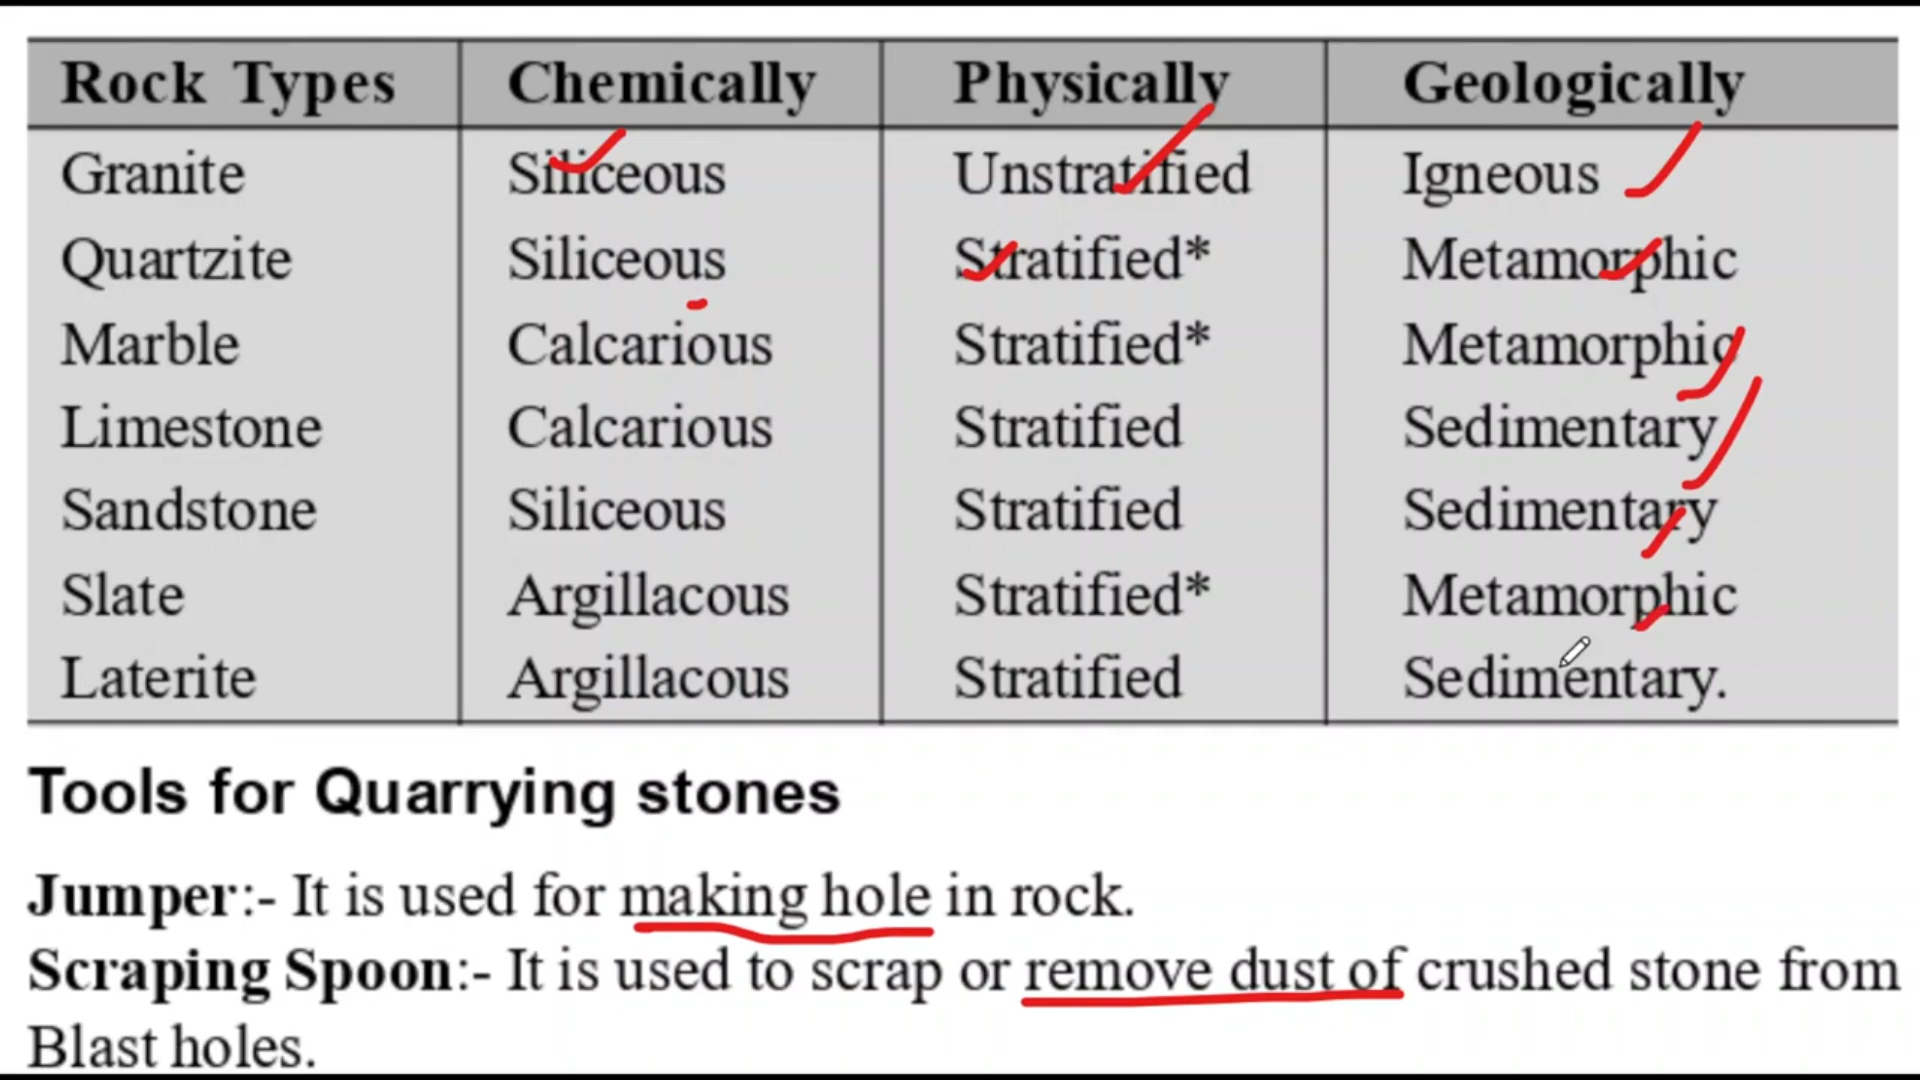 Rock Types Chemically Physically Geologically
Granite Siliceous Unstratified Igneous
Quartzite Siliceous Stratified* Metamorphic
Marble Calcarious Stratified* Metamorphic
Limestone Calcarious Stratified Sedimentary
Sandstone Siliceous Stratified Sedimentary
Slate Argillacous Stratified* Metamorphic
Laterite Argillacous Stratified Sedimentary.
Tools for Quarrying stones
Jumper:- It is used for making hole in rock.
Scraping Spoon:- It is used to scrap or remove dust of crushed stone from
Blast holes.